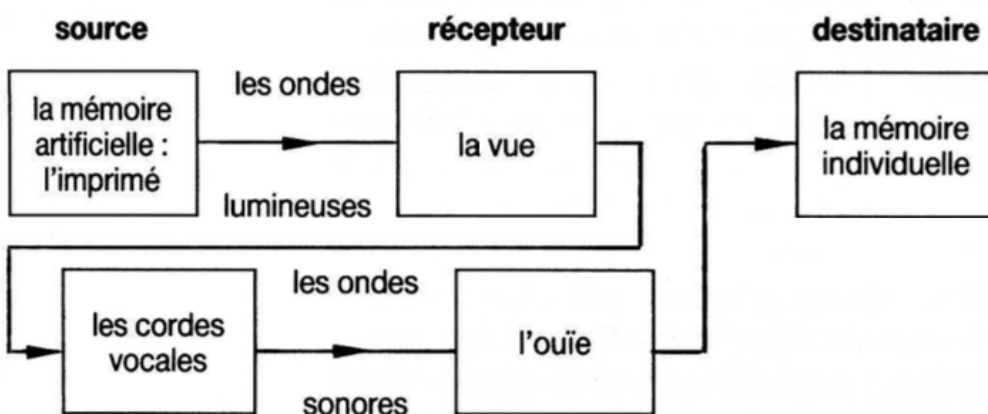 source
récepteur
destinataire
la mémoire
artificielle :
l'imprimé
les ondes
lumineuses
la vue
la mémoire
individuelle
les cordes
vocales
les ondes
sonores
l'ouïe